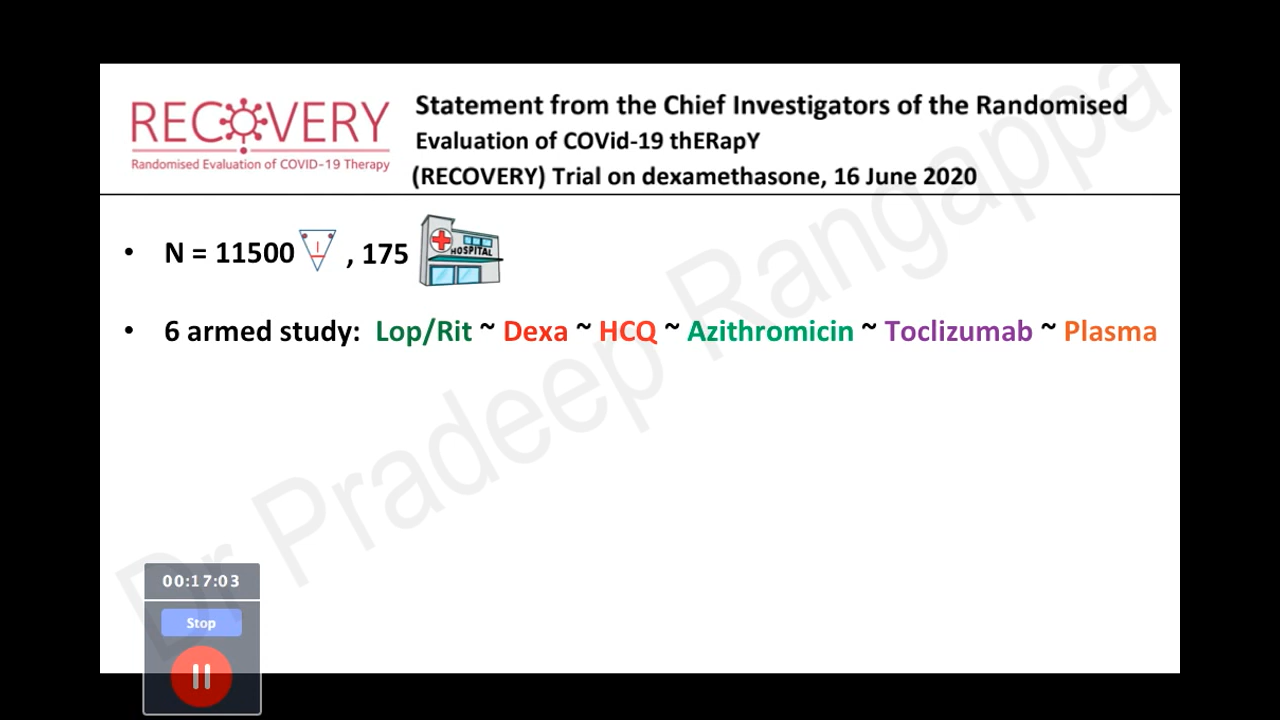 RECOVERY
Randomised Evaluation of COVID-19 Therapy
Statement from the Chief Investigators of the Randomised
Evaluation of COVid-19 thERapY
(RECOVERY) Trial on dexamethasone, 16 June 2020
• N = 11500 , 175
HOSPITAL
• 6 armed study: Lop/Rit ~ Dexa ~ HCQ ~ Azithromicin ~ Toclizumab ~ Plasma
Dr Pradeep Rangappa
00:17:03
Stop